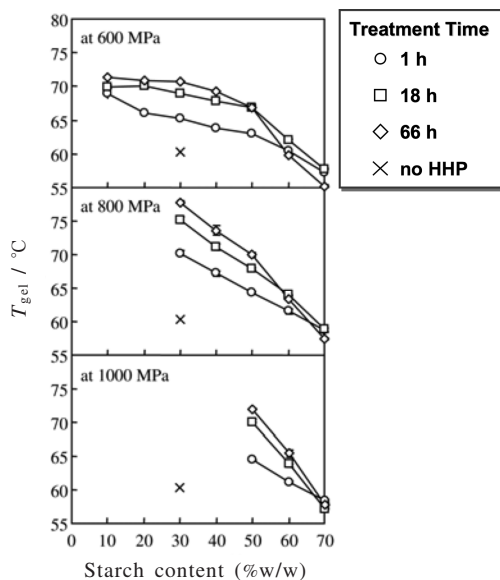 at 600 MPa
80
75
70
65
60
55
at 800 MPa
75
70
65
60
55
at 1000 MPa
75
70
65
60
55
T_gel / °C
0 10 20 30 40 50 60 70
Starch content (%w/w)
Treatment Time
1 h
18 h
66 h
no HHP